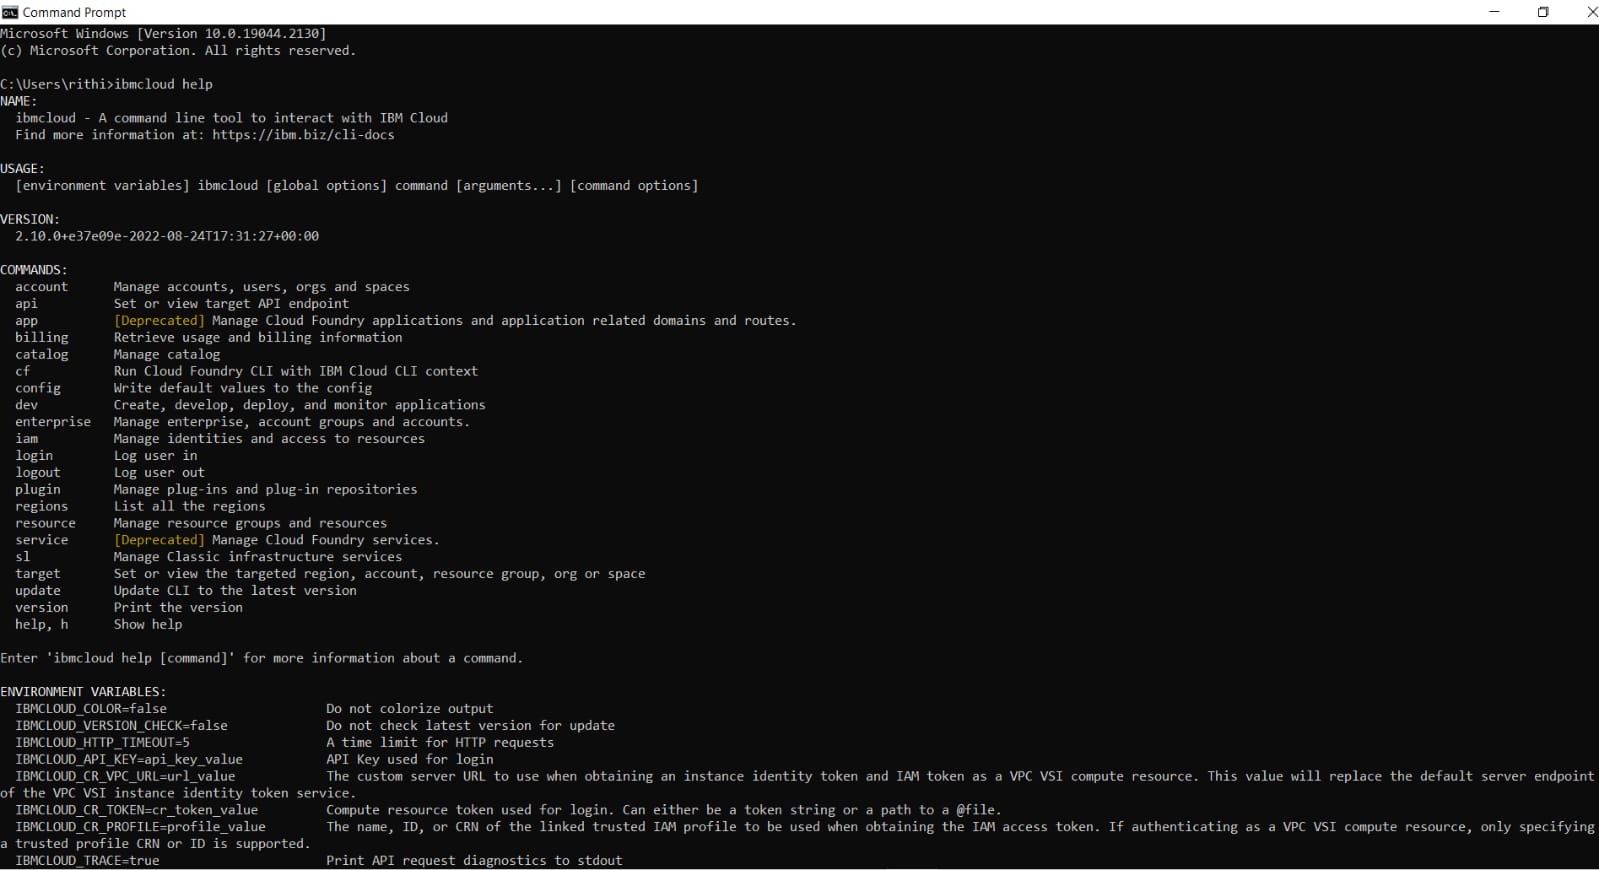 Command Prompt
Microsoft Windows [Version 10.0.19044.2130]
(c) Microsoft Corporation. All rights reserved.
C:\Users\rithi>ibmcloud help
NAME:
ibmcloud - A command line tool to interact with IBM Cloud
Find more information at: https://ibm.biz/cli-docs
USAGE:
[environment variables] ibmcloud [global options] command [arguments...] [command options]
VERSION:
2.10.0+e37e09e-2022-08-24T17:31:27+00:00
COMMANDS:
account Manage accounts, users, orgs and spaces
api Set or view target API endpoint
app [Deprecated] Manage Cloud Foundry applications and application related domains and routes.
billing Retrieve usage and billing information
catalog Manage catalog
cf Run Cloud Foundry CLI with IBM Cloud CLI context
config Write default values to the config
dev Create, develop, deploy, and monitor applications
enterprise Manage enterprise, account groups and accounts.
iam Manage identities and access to resources
login Log user in
logout Log user out
plugin Manage plug-ins and plug-in repositories
regions List all the regions
resource Manage resource groups and resources
service [Deprecated] Manage Cloud Foundry services.
sl Manage Classic infrastructure services
target Set or view the targeted region, account, resource group, org or space
update Update CLI to the latest version
version Print the version
help, h Show help
Enter 'ibmcloud help [command]' for more information about a command.
ENVIRONMENT VARIABLES:
IBMCLOUD_COLOR=false Do not colorize output
IBMCLOUD_VERSION_CHECK=false Do not check latest version for update
IBMCLOUD_HTTP_TIMEOUT=5 A time limit for HTTP requests
IBMCLOUD_API_KEY=api_key_value API Key used for login
IBMCLOUD_CR_VPC_URL=url_value The custom server URL to use when obtaining an instance identity token and IAM token as a VPC VSI compute resource. This value will replace the default server endpoint
of the VPC VSI instance identity token service.
IBMCLOUD_CR_TOKEN=cr_token_value Compute resource token used for login. Can either be a token string or a path to a @file.
IBMCLOUD_CR_PROFILE=profile_value The name, ID, or CRN of the linked trusted IAM profile to be used when obtaining the IAM access token. If authenticating as a VPC VSI compute resource, only specifying
a trusted profile CRN or ID is supported.
IBMCLOUD_TRACE=true Print API request diagnostics to stdout